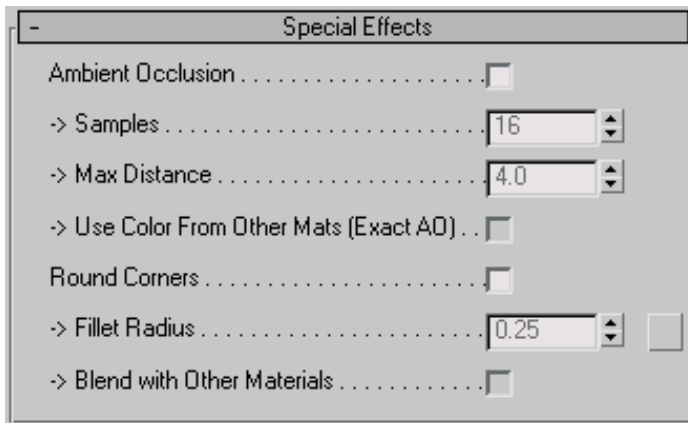 - Special Effects
Ambient Occlusion . . . . . . . . . . . . . . . . . . . . . .
-> Samples . . . . . . . . . . . . . . . . . . . . . . . . . . . . 16
-> Max Distance . . . . . . . . . . . . . . . . . . . . . . . 4.0
-> Use Color From Other Mats (Exact AO) . .
Round Corners . . . . . . . . . . . . . . . . . . . . . . . .
-> Fillet Radius . . . . . . . . . . . . . . . . . . . . . . . . . 0.25
-> Blend with Other Materials . . . . . . . . . . . .